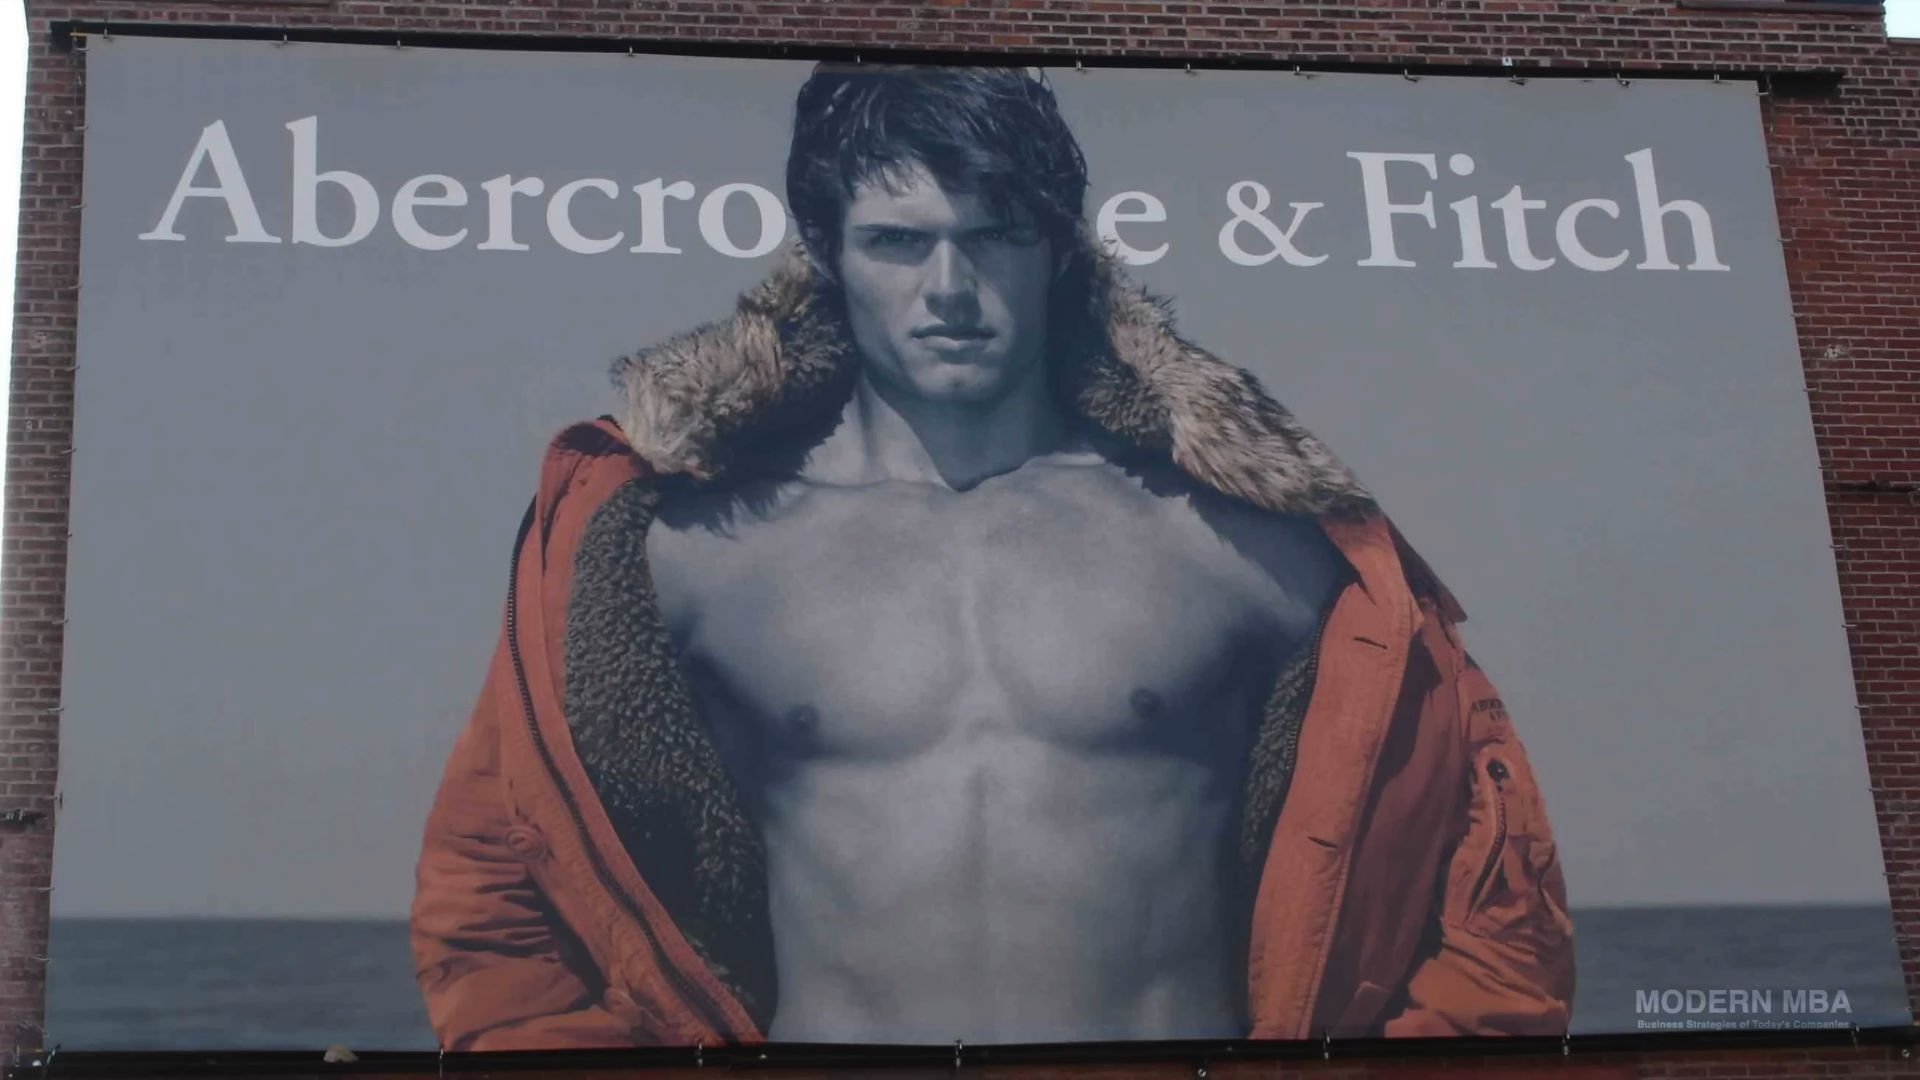 Abercro e & Fitch
MODERN MBA
Business Strategies of Today's Companies